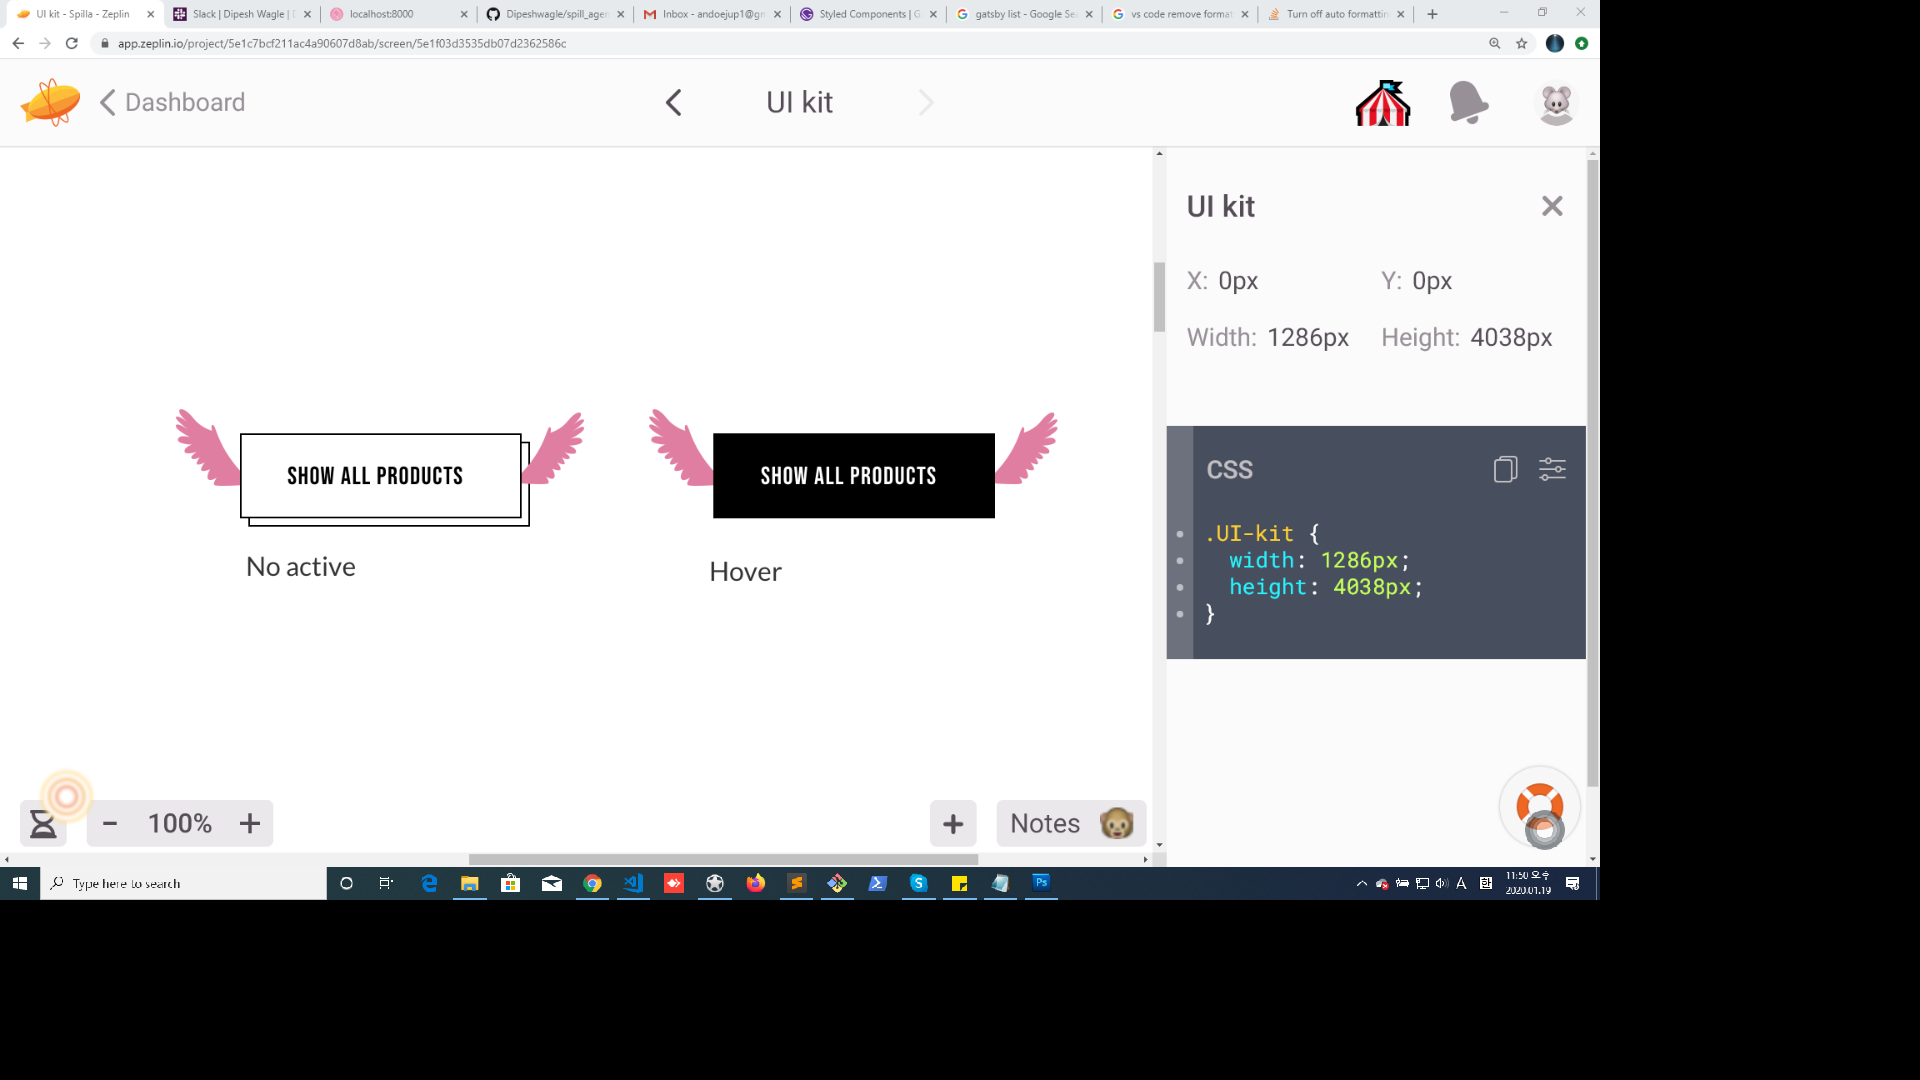 UI kit - Spilla - Zeplin
Slack | Dipesh Wagle |
localhost:8000
Dipeshwagle/spill_age
Inbox - andoejup1@g
Styled Components | G
gatsby list - Google Se
vs code remove format
Turn off auto formattin
app.zeplin.io/project/5e1c7bcf211ac4a90607d8ab/screen/5e1f03d3535db07d2362586c
Dashboard
UI kit
UI kit
X: 0px Y: 0px
Width: 1286px Height: 4038px
SHOW ALL PRODUCTS
SHOW ALL PRODUCTS
No active
Hover
CSS
.UI-kit {
width: 1286px;
height: 4038px;
}
100%
Notes
Type here to search
Ps
A
11:50 오후
2020.01.19